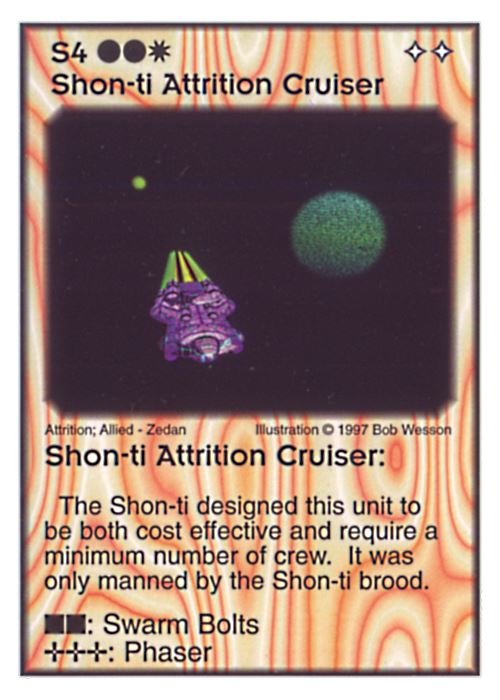 S4
Shon-ti Attrition Cruiser
Attrition; Allied - Zedan Illustration © 1997 Bob Wesson
Shon-ti Attrition Cruiser:
The Shon-ti designed this unit to
be both cost effective and require a
minimum number of crew. It was
only manned by the Shon-ti brood.
■■: Swarm Bolts
✛✛✛: Phaser